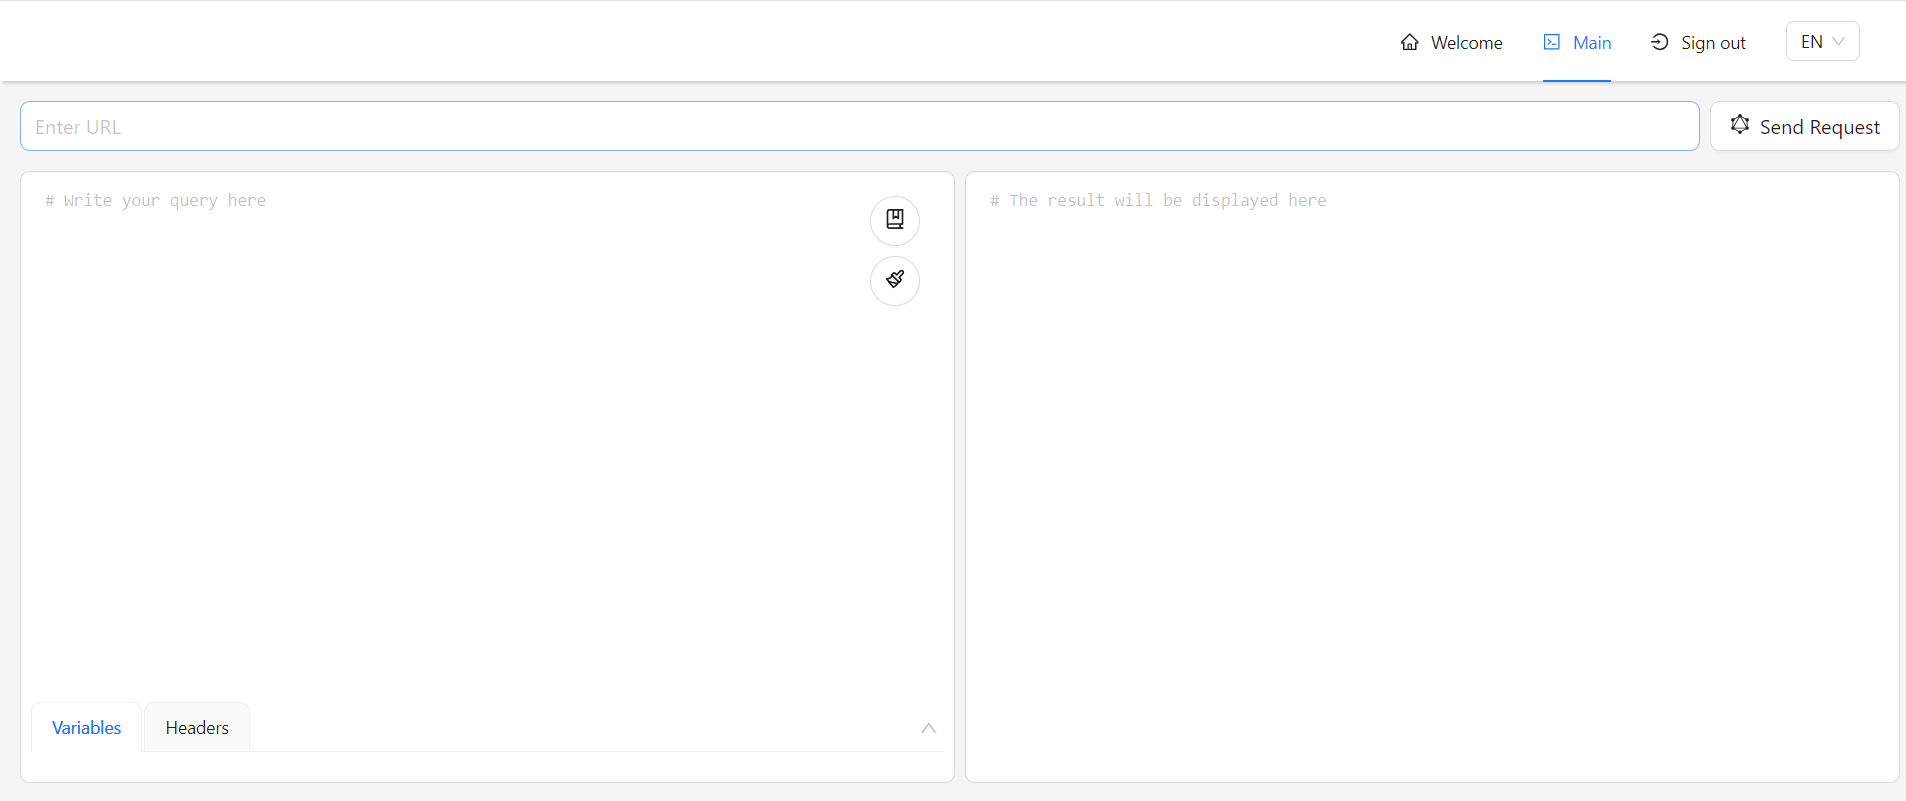 Welcome Main Sign out EN
Enter URL Send Request
# Write your query here
# The result will be displayed here
Variables Headers